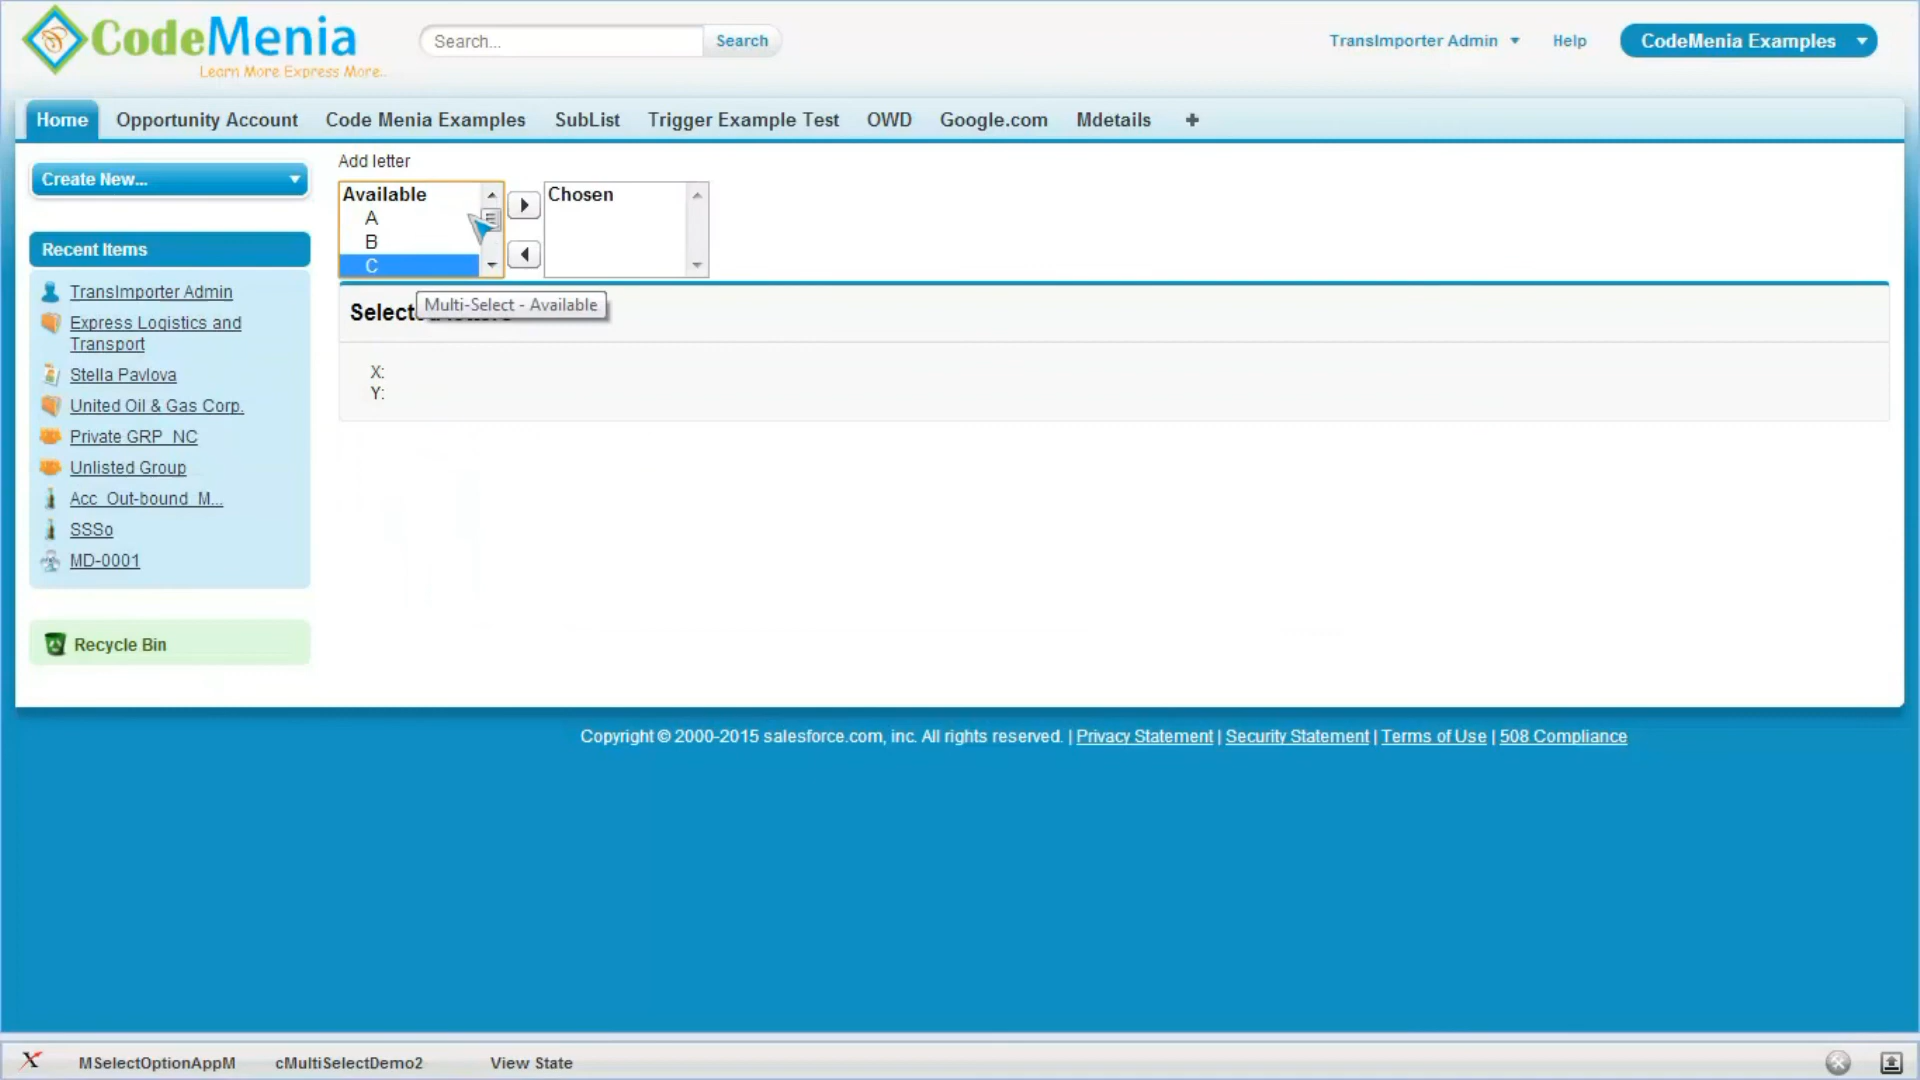 CodeMenia
Learn More Express More..
Search...
Search
TransImporter Admin
Help
CodeMenia Examples
Home
Opportunity Account
Code Menia Examples
SubList
Trigger Example Test
OWD
Google.com
Mdetails
+
Create New...
Recent Items
TransImporter Admin
Express Logistics and
Transport
Stella Pavlova
United Oil & Gas Corp.
Private GRP_NC
Unlisted Group
Acc_Out-bound_M...
SSSo
MD-0001
Recycle Bin
Add letter
Available
A
B
C
Chosen
Multi-Select - Available
X:
Y:
Copyright © 2000-2015 salesforce.com, inc. All rights reserved. | Privacy Statement | Security Statement | Terms of Use | 508 Compliance
MSelectOptionAppM
cMultiSelectDemo2
View State